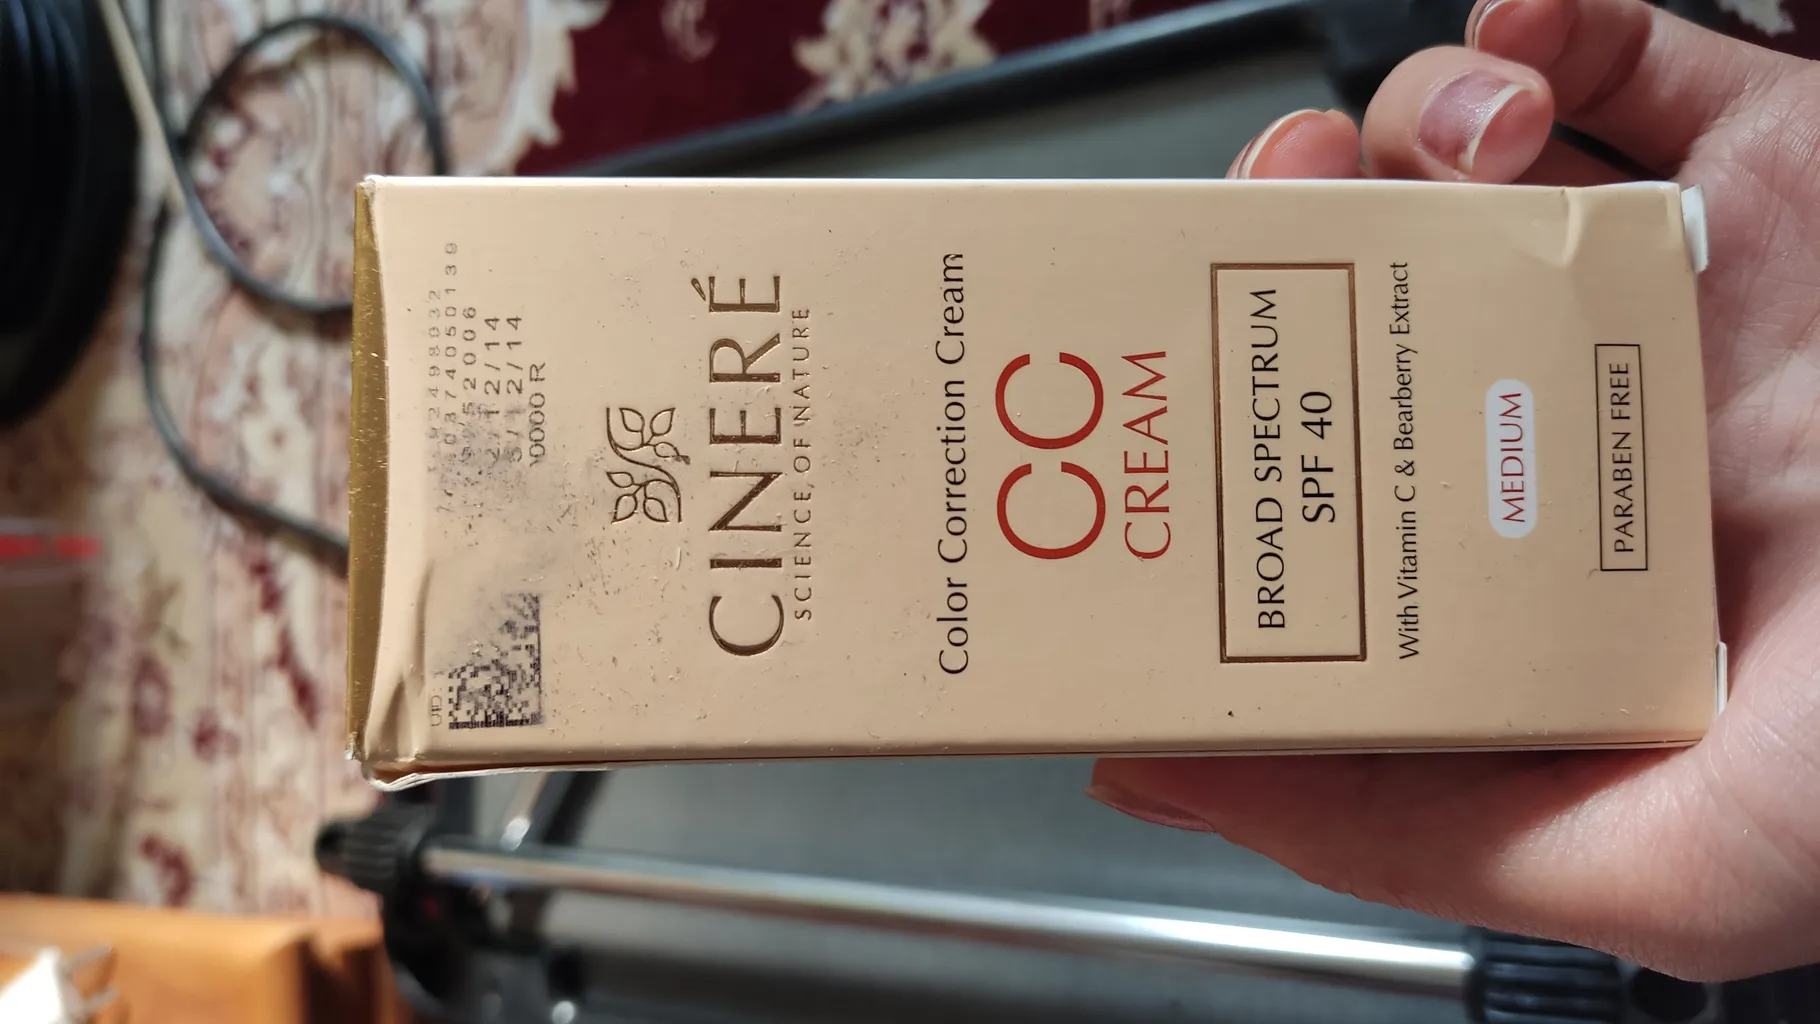 UID:
CINERÉ
SCIENCE, OF NATURE
Color Correction Cream
CC
CREAM
BROAD SPECTRUM
SPF 40
With Vitamin C & Bearberry Extract
MEDIUM
PARABEN FREE